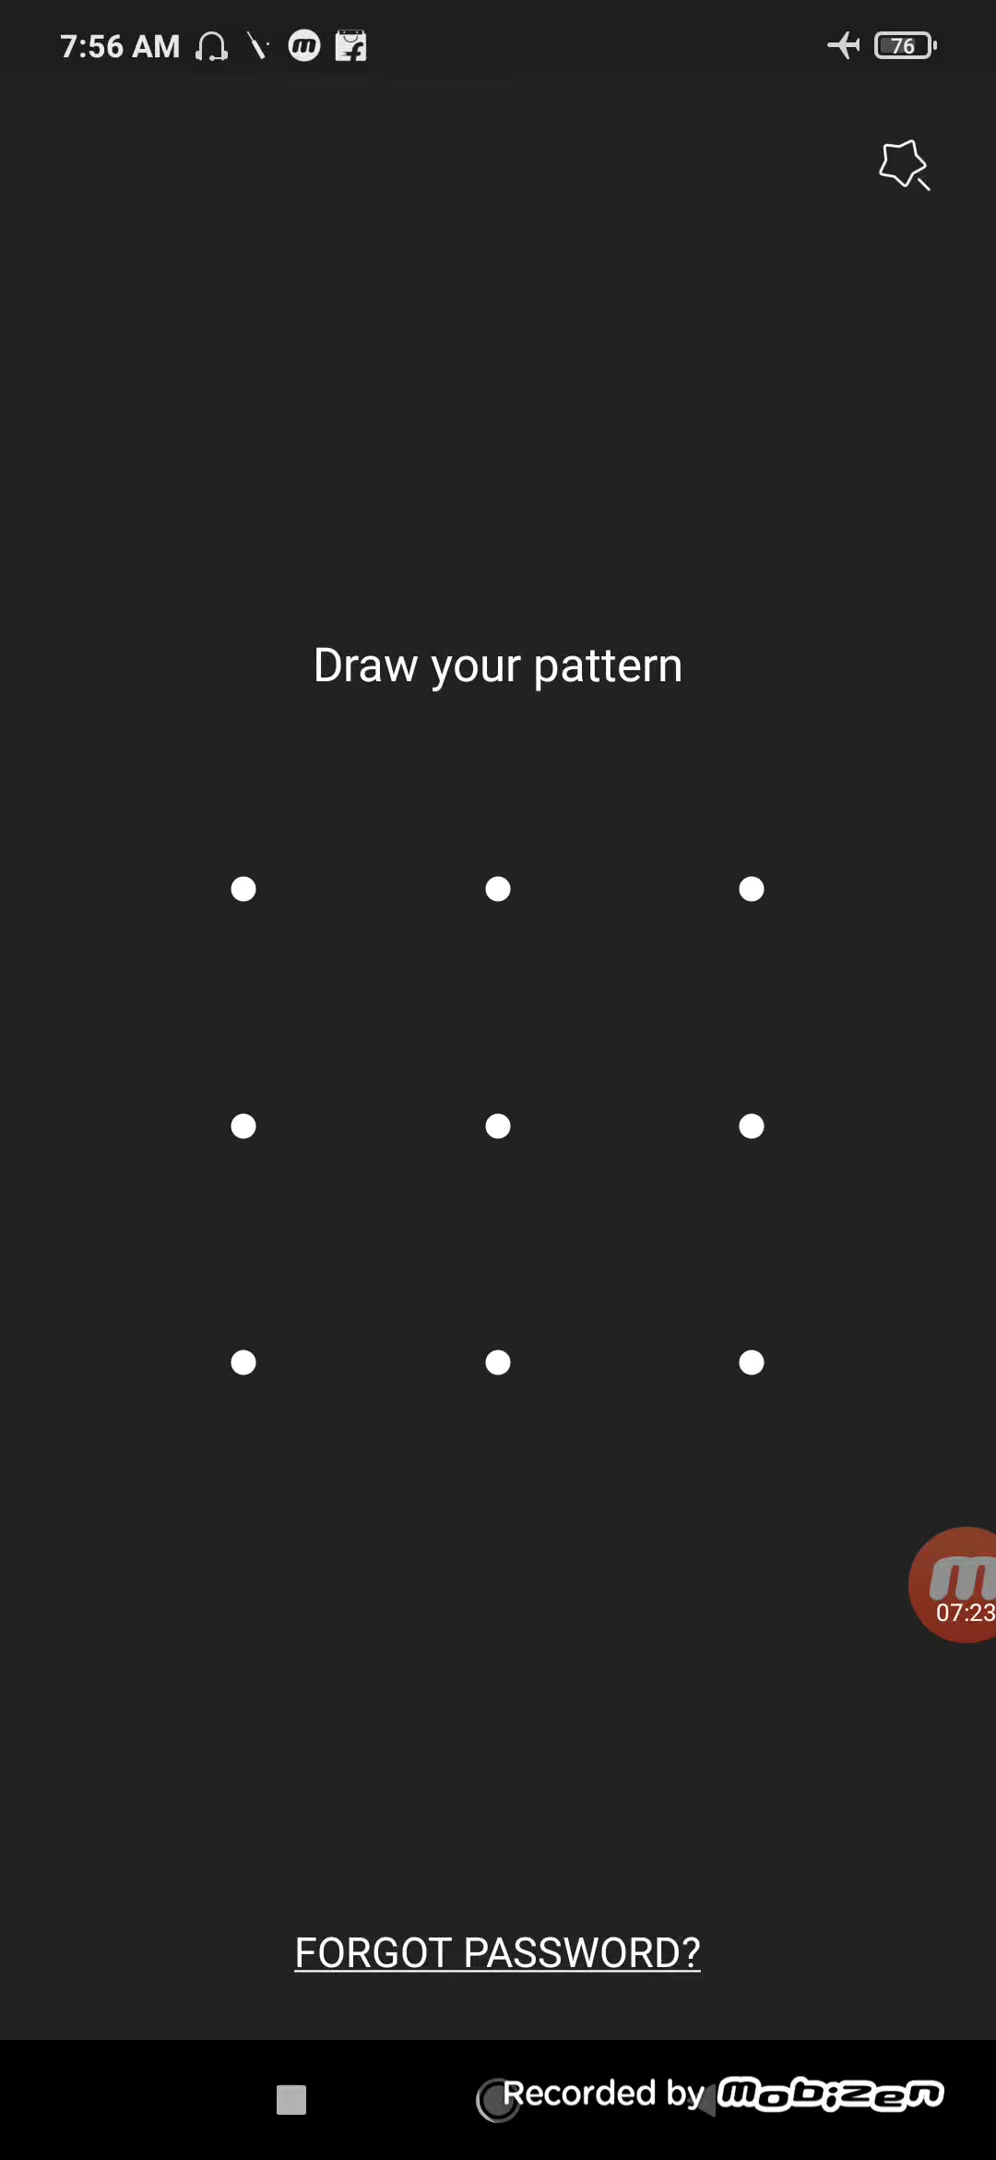 7:56 AM
76
Draw your pattern
07:23
FORGOT PASSWORD?
Recorded by mobizen